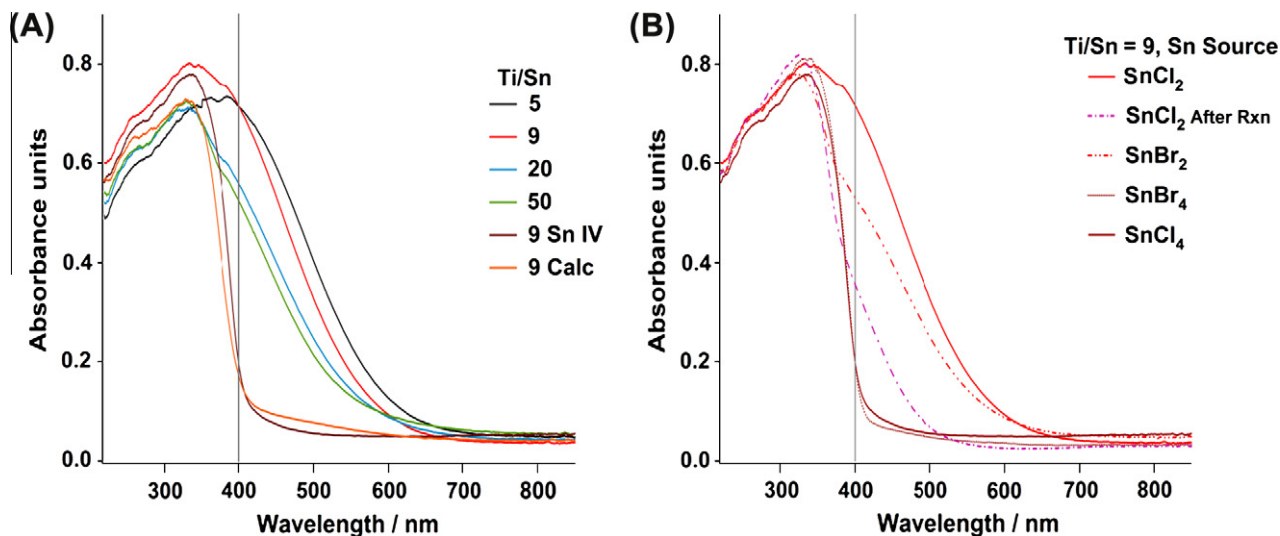 (A)
Absorbance units
0.8
0.6
0.4
0.2
0.0
300 400 500 600 700 800
Wavelength / nm
Ti/Sn
5
9
20
50
9 Sn IV
9 Calc
(B)
Absorbance units
0.8
0.6
0.4
0.2
0.0
300 400 500 600 700 800
Wavelength / nm
Ti/Sn = 9, Sn Source
SnCl₂
SnCl₂ After Rxn
SnBr₂
SnBr₄
SnCl₄